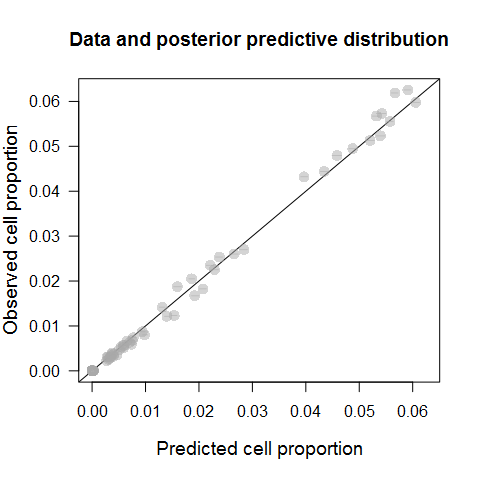 Data and posterior predictive distribution
Observed cell proportion
0.06
0.05
0.04
0.03
0.02
0.01
0.00
0.00 0.01 0.02 0.03 0.04 0.05 0.06
Predicted cell proportion